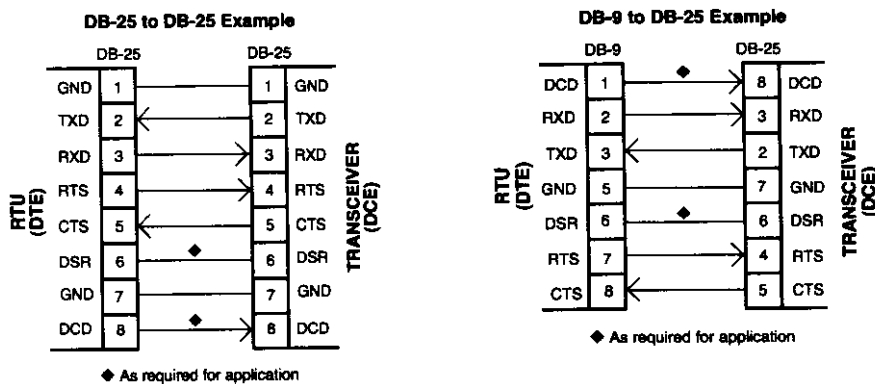 DB-25 to DB-25 Example
DB-25 DB-25
GND 1 1 GND
TXD 2 2 TXD
RXD 3 3 RXD
RTS 4 4 RTS
CTS 5 5 CTS
DSR 6 6 DSR
GND 7 7 GND
DCD 8 8 DCD
RTU
(DTE)
TRANSCEIVER
(DCE)
◆ As required for application
DB-9 to DB-25 Example
DB-9 DB-25
DCD 1 8 DCD
RXD 2 3 RXD
TXD 3 2 TXD
GND 5 7 GND
DSR 6 6 DSR
RTS 7 4 RTS
CTS 8 5 CTS
RTU
(DTE)
TRANSCEIVER
(DCE)
◆ As required for application